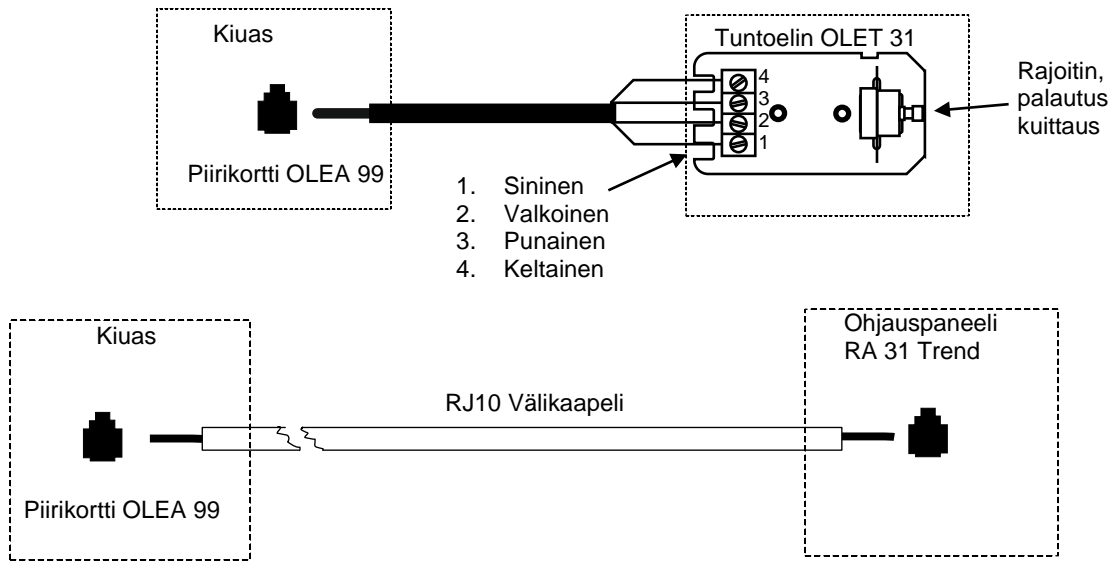 Kiuas
Tuntoelin OLET 31
4
3
2
1
Rajoitin,
palautus
kuittaus
Piirikortti OLEA 99
1. Sininen
2. Valkoinen
3. Punainen
4. Keltainen
Kiuas
Ohjauspaneeli
RA 31 Trend
RJ10 Välikaapeli
Piirikortti OLEA 99